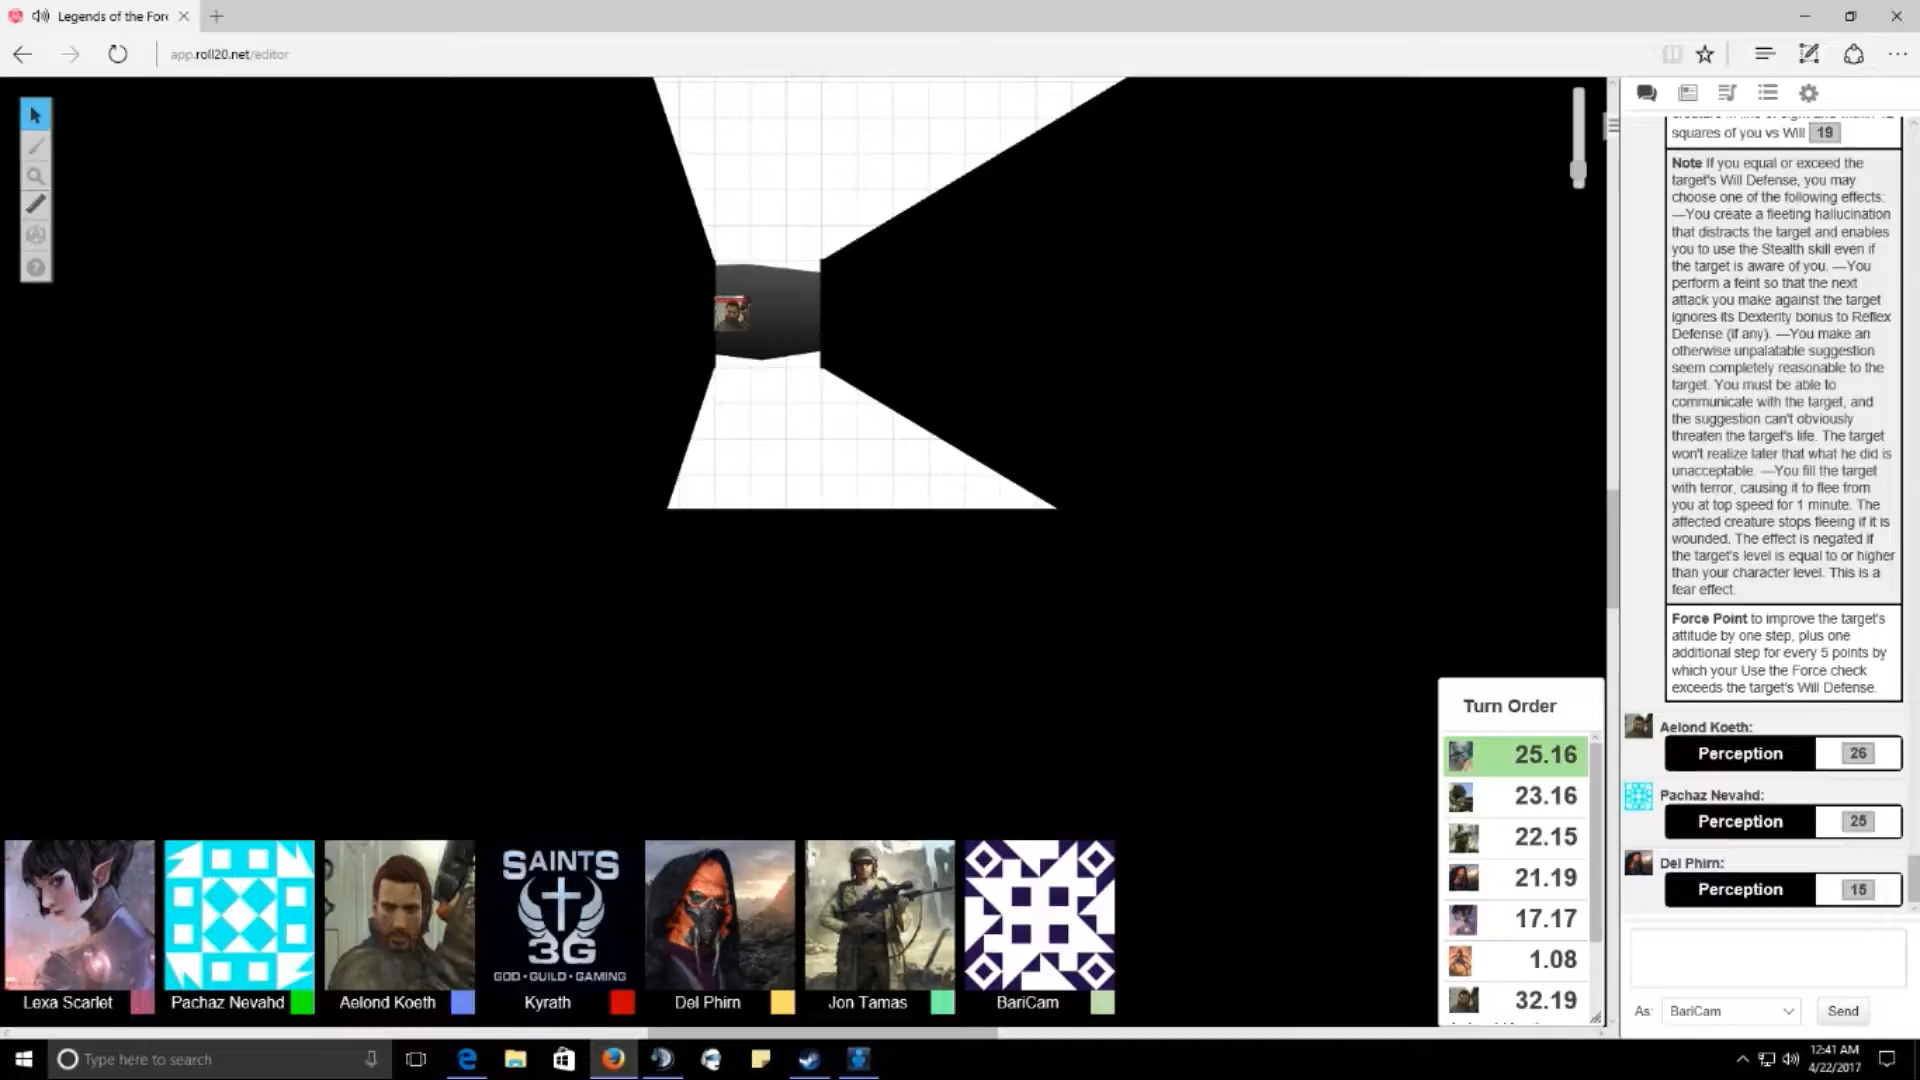 Legends of the For
app.roll20.net/editor
squares of you vs Will 19
Note If you equal or exceed the
target's Will Defense, you may
choose one of the following effects:
—You create a fleeting hallucination
that distracts the target and enables
you to use the Stealth skill even if
the target is aware of you. —You
perform a feint so that the next
attack you make against the target
ignores its Dexterity bonus to Reflex
Defense (if any). —You make an
otherwise unpalatable suggestion
seem completely reasonable to the
target. You must be able to
communicate with the target, and
the suggestion can't obviously
threaten the target's life. The target
won't realize later that what he did is
unacceptable. —You fill the target
with terror, causing it to flee from
you at top speed for 1 minute. The
affected creature stops fleeing if it is
wounded. The effect is negated if
the target's level is equal to or higher
than your character level. This is a
fear effect.
Force Point to improve the target's
attitude by one step, plus one
additional step for every 5 points by
which your Use the Force check
exceeds the target's Will Defense.
Aelond Koeth:
Perception 26
Pachaz Nevahd:
Perception 25
Del Phirn:
Perception 15
As: BariCam Send
Turn Order
25.16
23.16
22.15
21.19
17.17
1.08
32.19
SAINTS
3G
GOD • GUILD • GAMING
Lexa Scarlet
Pachaz Nevahd
Aelond Koeth
Kyrath
Del Phirn
Jon Tamas
BariCam
Type here to search
12:41 AM
4/22/2017